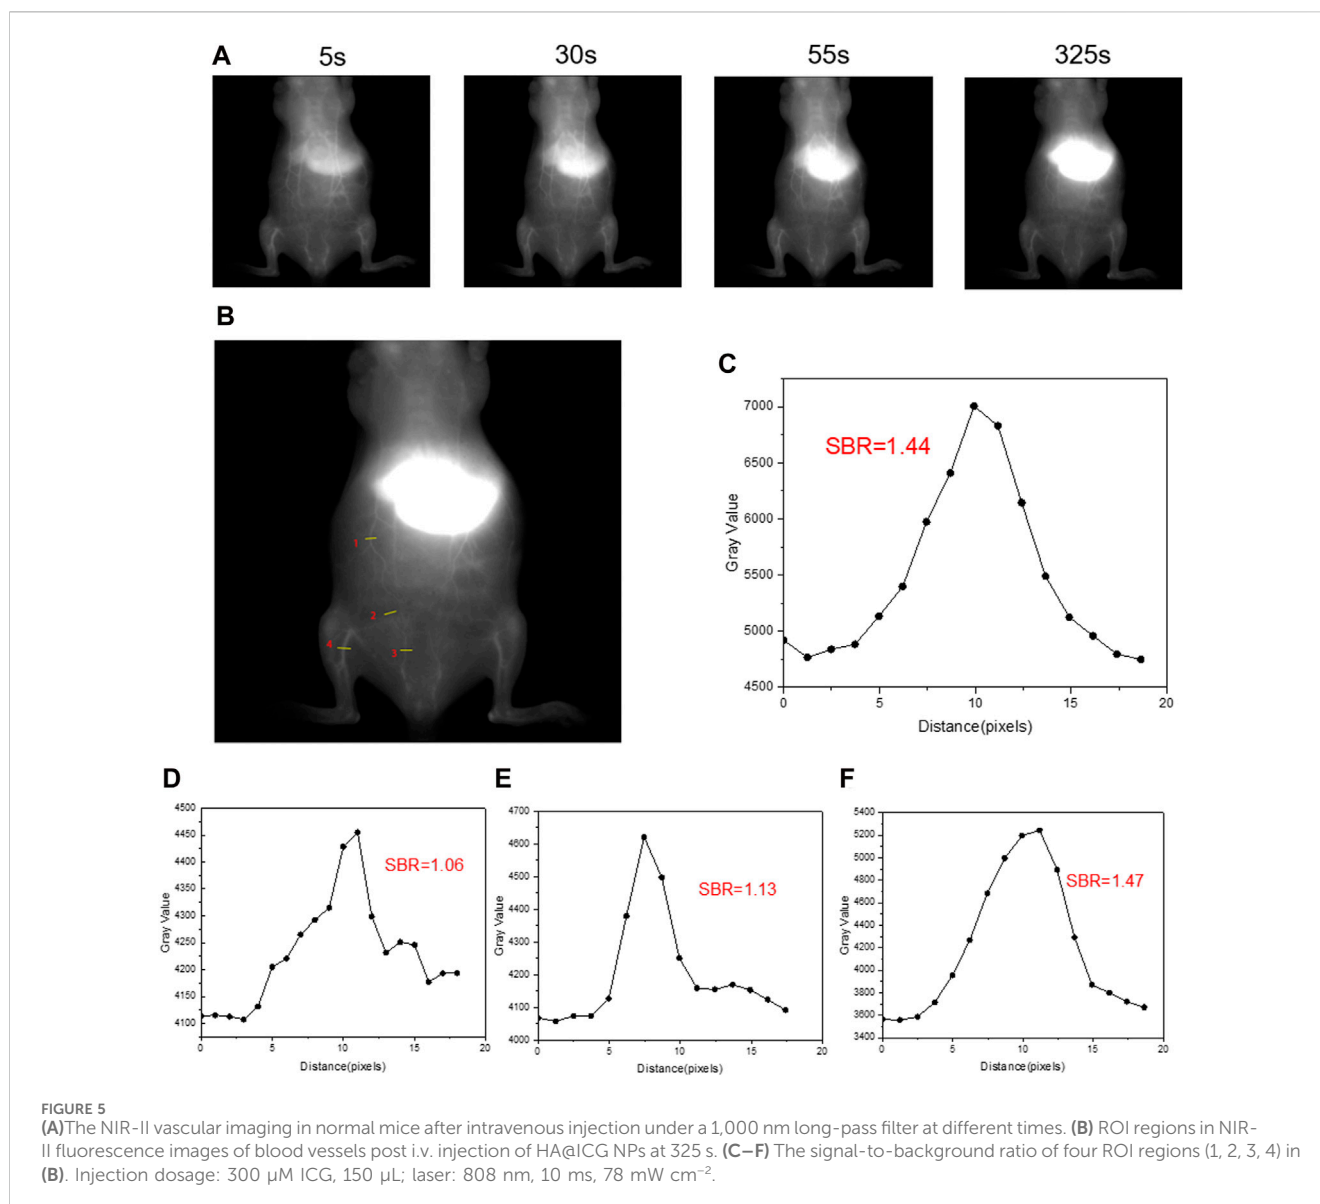 A
5s
30s
55s
325s
B
1
2
3
4
C
SBR=1.44
Gray Value
7000
6500
6000
5500
5000
4500
0
5
10
15
20
Distance(pixels)
D
SBR=1.06
Gray Value
4500
4450
4400
4350
4300
4250
4200
4150
4100
0
5
10
15
20
Distance(pixels)
E
SBR=1.13
Gray Value
4700
4600
4500
4400
4300
4200
4100
4000
0
5
10
15
20
Distance(pixels)
F
SBR=1.47
Gray Value
5400
5200
5000
4800
4600
4400
4200
4000
3800
3600
3400
0
5
10
15
20
Distance(pixels)
FIGURE 5
(A)The NIR-II vascular imaging in normal mice after intravenous injection under a 1,000 nm long-pass filter at different times. (B) ROI regions in NIR-
II fluorescence images of blood vessels post i.v. injection of HA@ICG NPs at 325 s. (C–F) The signal-to-background ratio of four ROI regions (1, 2, 3, 4) in
(B). Injection dosage: 300 μM ICG, 150 μL; laser: 808 nm, 10 ms, 78 mW cm⁻².